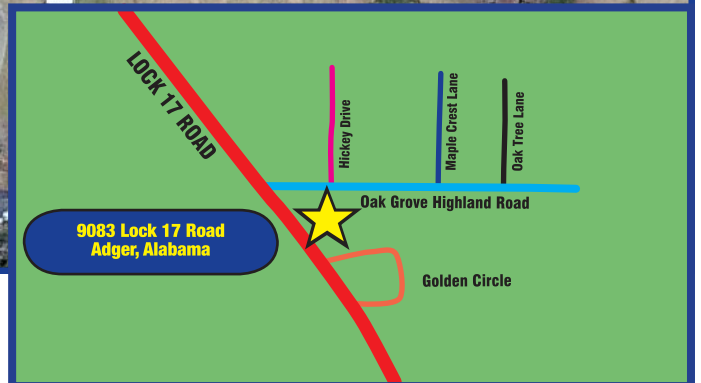 LOCK 17 ROAD
Hickey Drive
Maple Crest Lane
Oak Tree Lane
Oak Grove Highland Road
9083 Lock 17 Road
Adger, Alabama
Golden Circle